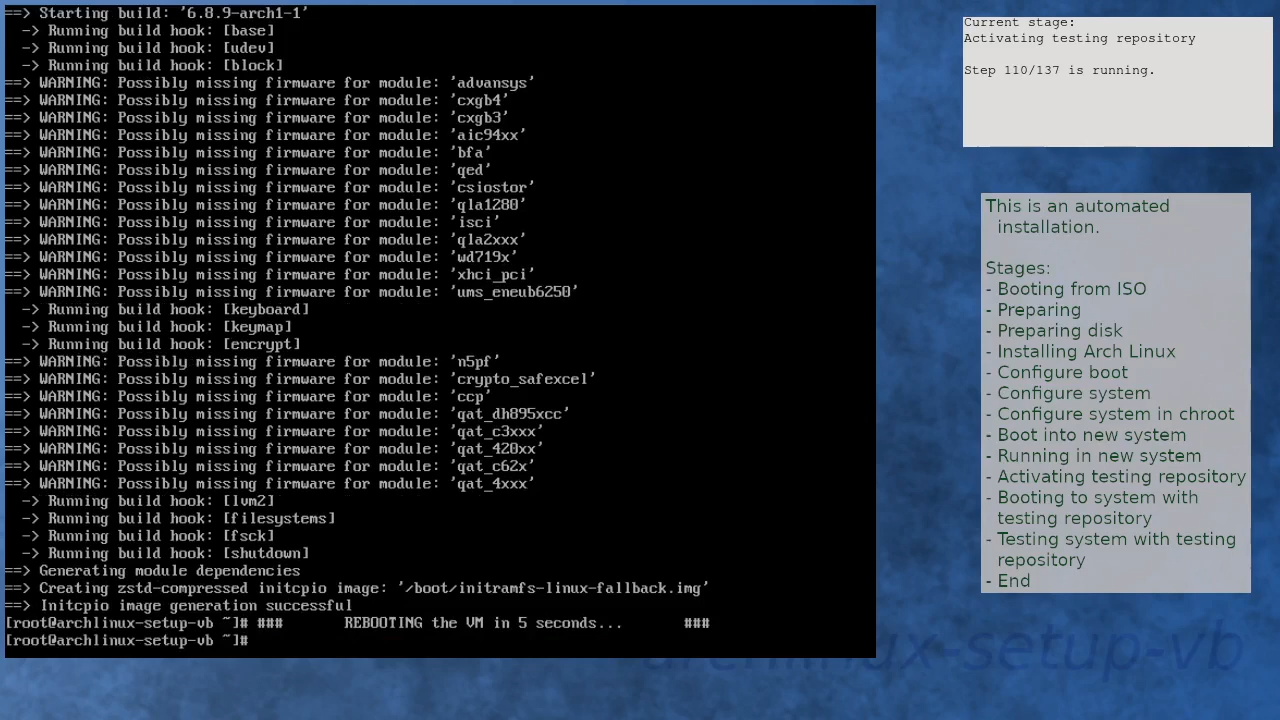 ==> Starting build: '6.8.9-arch1-1'
  -> Running build hook: [base]
  -> Running build hook: [udev]
  -> Running build hook: [block]
==> WARNING: Possibly missing firmware for module: 'advansys'
==> WARNING: Possibly missing firmware for module: 'cxgb4'
==> WARNING: Possibly missing firmware for module: 'cxgb3'
==> WARNING: Possibly missing firmware for module: 'aic94xx'
==> WARNING: Possibly missing firmware for module: 'bfa'
==> WARNING: Possibly missing firmware for module: 'qed'
==> WARNING: Possibly missing firmware for module: 'csiostor'
==> WARNING: Possibly missing firmware for module: 'qla1280'
==> WARNING: Possibly missing firmware for module: 'isci'
==> WARNING: Possibly missing firmware for module: 'qla2xxx'
==> WARNING: Possibly missing firmware for module: 'wd719x'
==> WARNING: Possibly missing firmware for module: 'xhci_pci'
==> WARNING: Possibly missing firmware for module: 'ums_eneub6250'
  -> Running build hook: [keyboard]
  -> Running build hook: [keymap]
  -> Running build hook: [encrypt]
==> WARNING: Possibly missing firmware for module: 'n5pf'
==> WARNING: Possibly missing firmware for module: 'crypto_safexcel'
==> WARNING: Possibly missing firmware for module: 'ccp'
==> WARNING: Possibly missing firmware for module: 'qat_dh895xcc'
==> WARNING: Possibly missing firmware for module: 'qat_c3xxx'
==> WARNING: Possibly missing firmware for module: 'qat_420xx'
==> WARNING: Possibly missing firmware for module: 'qat_c62x'
==> WARNING: Possibly missing firmware for module: 'qat_4xxx'
  -> Running build hook: [lvm2]
  -> Running build hook: [filesystems]
  -> Running build hook: [fsck]
  -> Running build hook: [shutdown]
==> Generating module dependencies
==> Creating zstd-compressed initcpio image: '/boot/initramfs-linux-fallback.img'
==> Initcpio image generation successful
[root@archlinux-setup-vb ~]# ###       REBOOTING the VM in 5 seconds...       ###
[root@archlinux-setup-vb ~]#
Current stage:
Activating testing repository
Step 110/137 is running.
This is an automated
installation.
Stages:
- Booting from ISO
- Preparing
- Preparing disk
- Installing Arch Linux
- Configure boot
- Configure system
- Configure system in chroot
- Boot into new system
- Running in new system
- Activating testing repository
- Booting to system with
testing repository
- Testing system with testing
repository
- End
archlinux-setup-vb